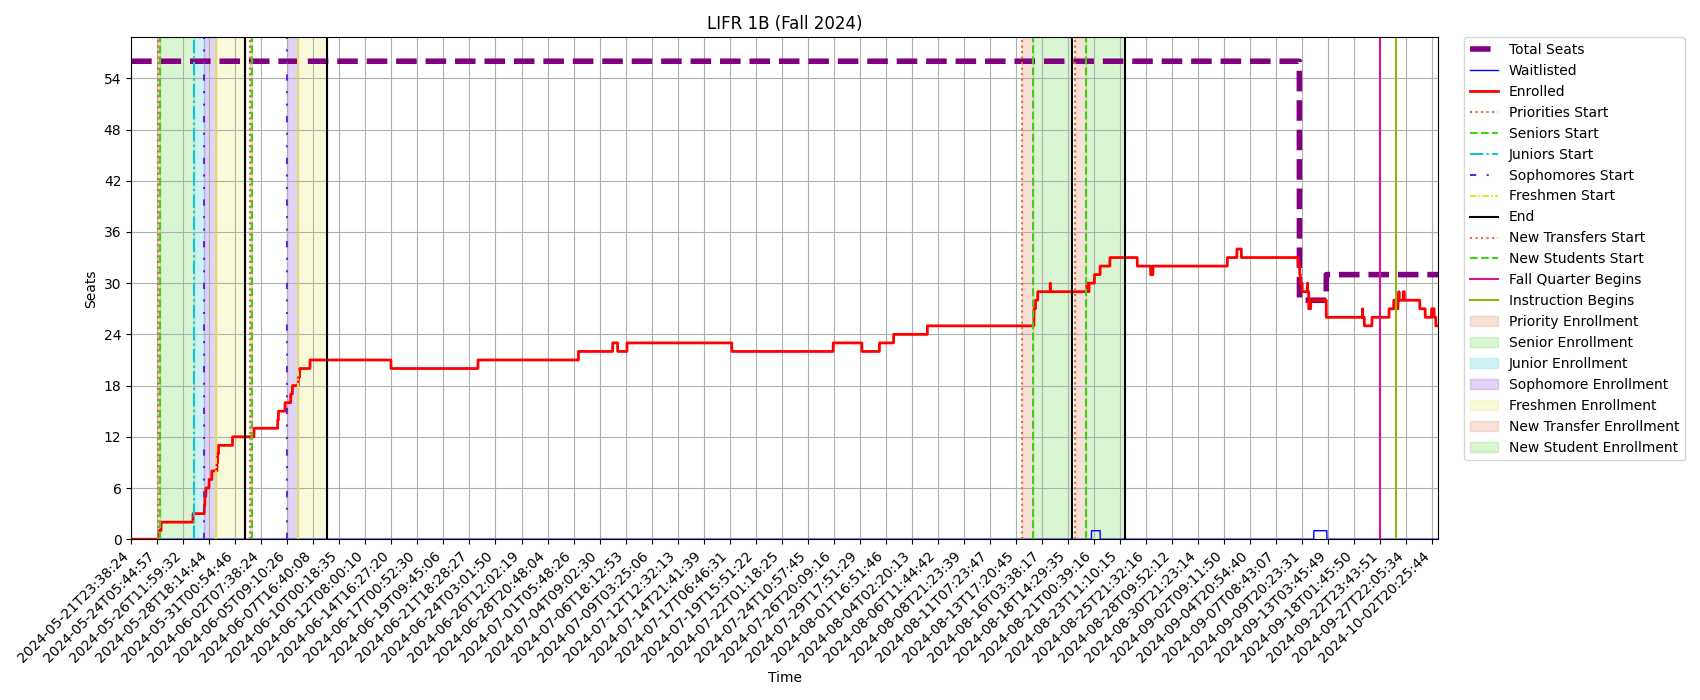 LIFR 1B (Fall 2024)
Seats
54
48
42
36
30
24
18
12
6
0
2024-05-21T23:38:24
2024-05-24T05:44:57
2024-05-26T11:59:32
2024-05-28T18:14:44
2024-05-31T00:54:46
2024-06-02T07:38:24
2024-06-05T09:10:26
2024-06-07T16:40:08
2024-06-10T00:18:35
2024-06-12T08:00:10
2024-06-14T16:27:20
2024-06-17T00:52:30
2024-06-19T09:45:06
2024-06-21T18:28:27
2024-06-24T03:01:50
2024-06-26T12:02:19
2024-06-28T20:48:04
2024-07-01T05:48:26
2024-07-04T09:02:30
2024-07-06T18:12:53
2024-07-09T03:25:06
2024-07-12T12:32:13
2024-07-14T21:41:39
2024-07-17T06:46:31
2024-07-19T15:51:22
2024-07-22T01:18:25
2024-07-24T10:57:45
2024-07-26T20:09:16
2024-07-29T17:51:29
2024-08-01T16:51:46
2024-08-04T02:20:13
2024-08-06T11:44:42
2024-08-08T21:23:39
2024-08-11T07:23:47
2024-08-13T17:20:45
2024-08-16T03:38:17
2024-08-18T14:29:35
2024-08-21T00:39:16
2024-08-23T11:10:15
2024-08-25T21:32:16
2024-08-28T09:52:12
2024-08-30T21:23:14
2024-09-02T09:11:50
2024-09-04T20:54:40
2024-09-07T08:43:07
2024-09-09T20:23:31
2024-09-13T03:45:49
2024-09-18T01:45:50
2024-09-22T23:43:51
2024-09-27T22:05:34
2024-10-02T20:25:44
Time
Total Seats
Waitlisted
Enrolled
Priorities Start
Seniors Start
Juniors Start
Sophomores Start
Freshmen Start
End
New Transfers Start
New Students Start
Fall Quarter Begins
Instruction Begins
Priority Enrollment
Senior Enrollment
Junior Enrollment
Sophomore Enrollment
Freshmen Enrollment
New Transfer Enrollment
New Student Enrollment